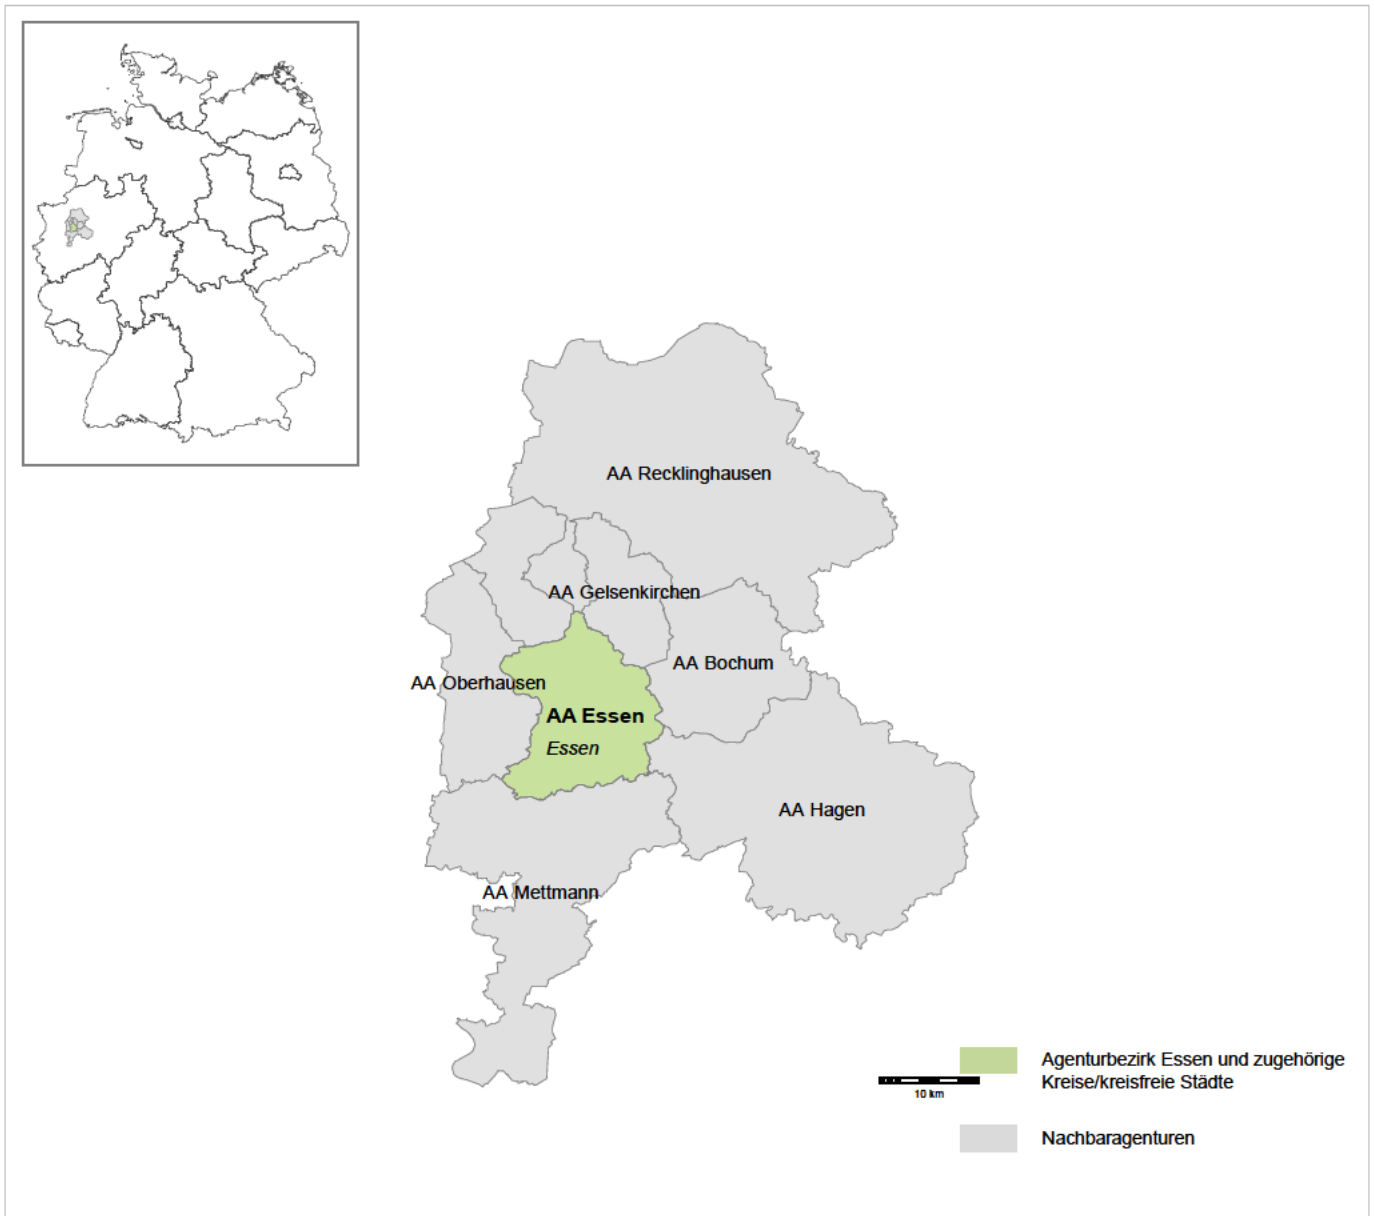 AA Recklinghausen
AA Gelsenkirchen
AA Bochum
AA Oberhausen
AA Essen
Essen
AA Hagen
AA Mettmann
Agenturbezirk Essen und zugehörige
Kreise/kreisfreie Städte
10 km
Nachbaragenturen